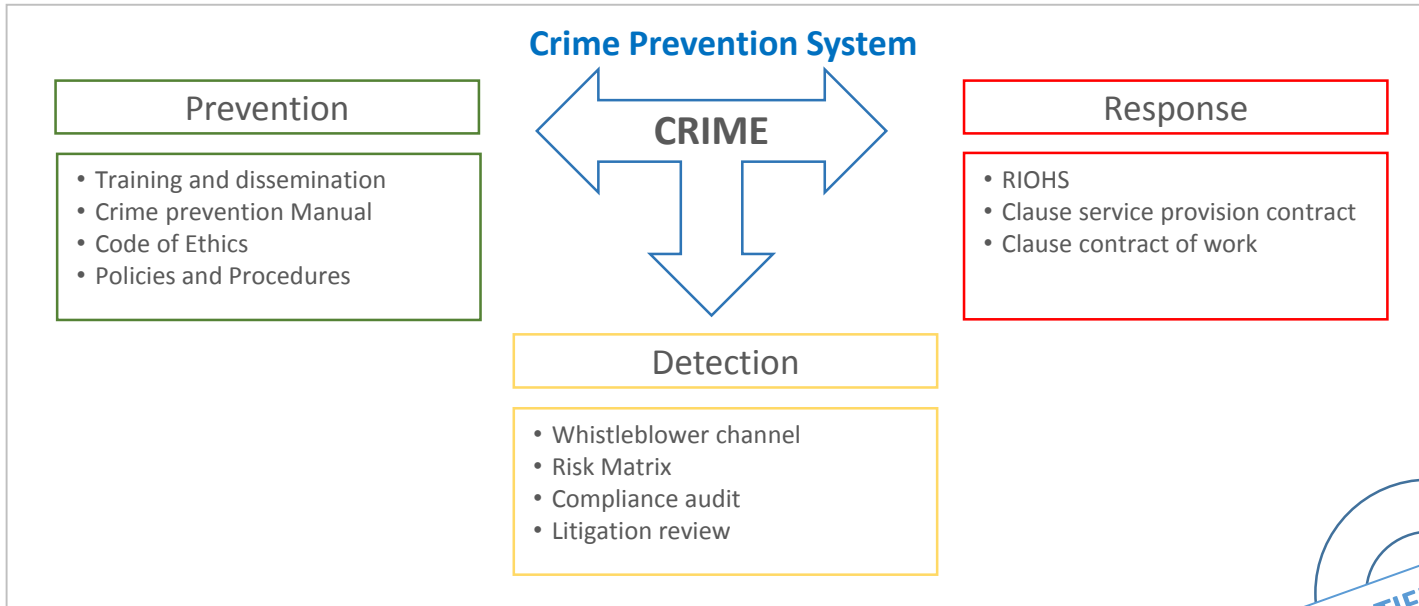 Crime Prevention System
Prevention
CRIME
Response
• Training and dissemination
• Crime prevention Manual
• Code of Ethics
• Policies and Procedures
• RIOHS
• Clause service provision contract
• Clause contract of work
Detection
• Whistleblower channel
• Risk Matrix
• Compliance audit
• Litigation review